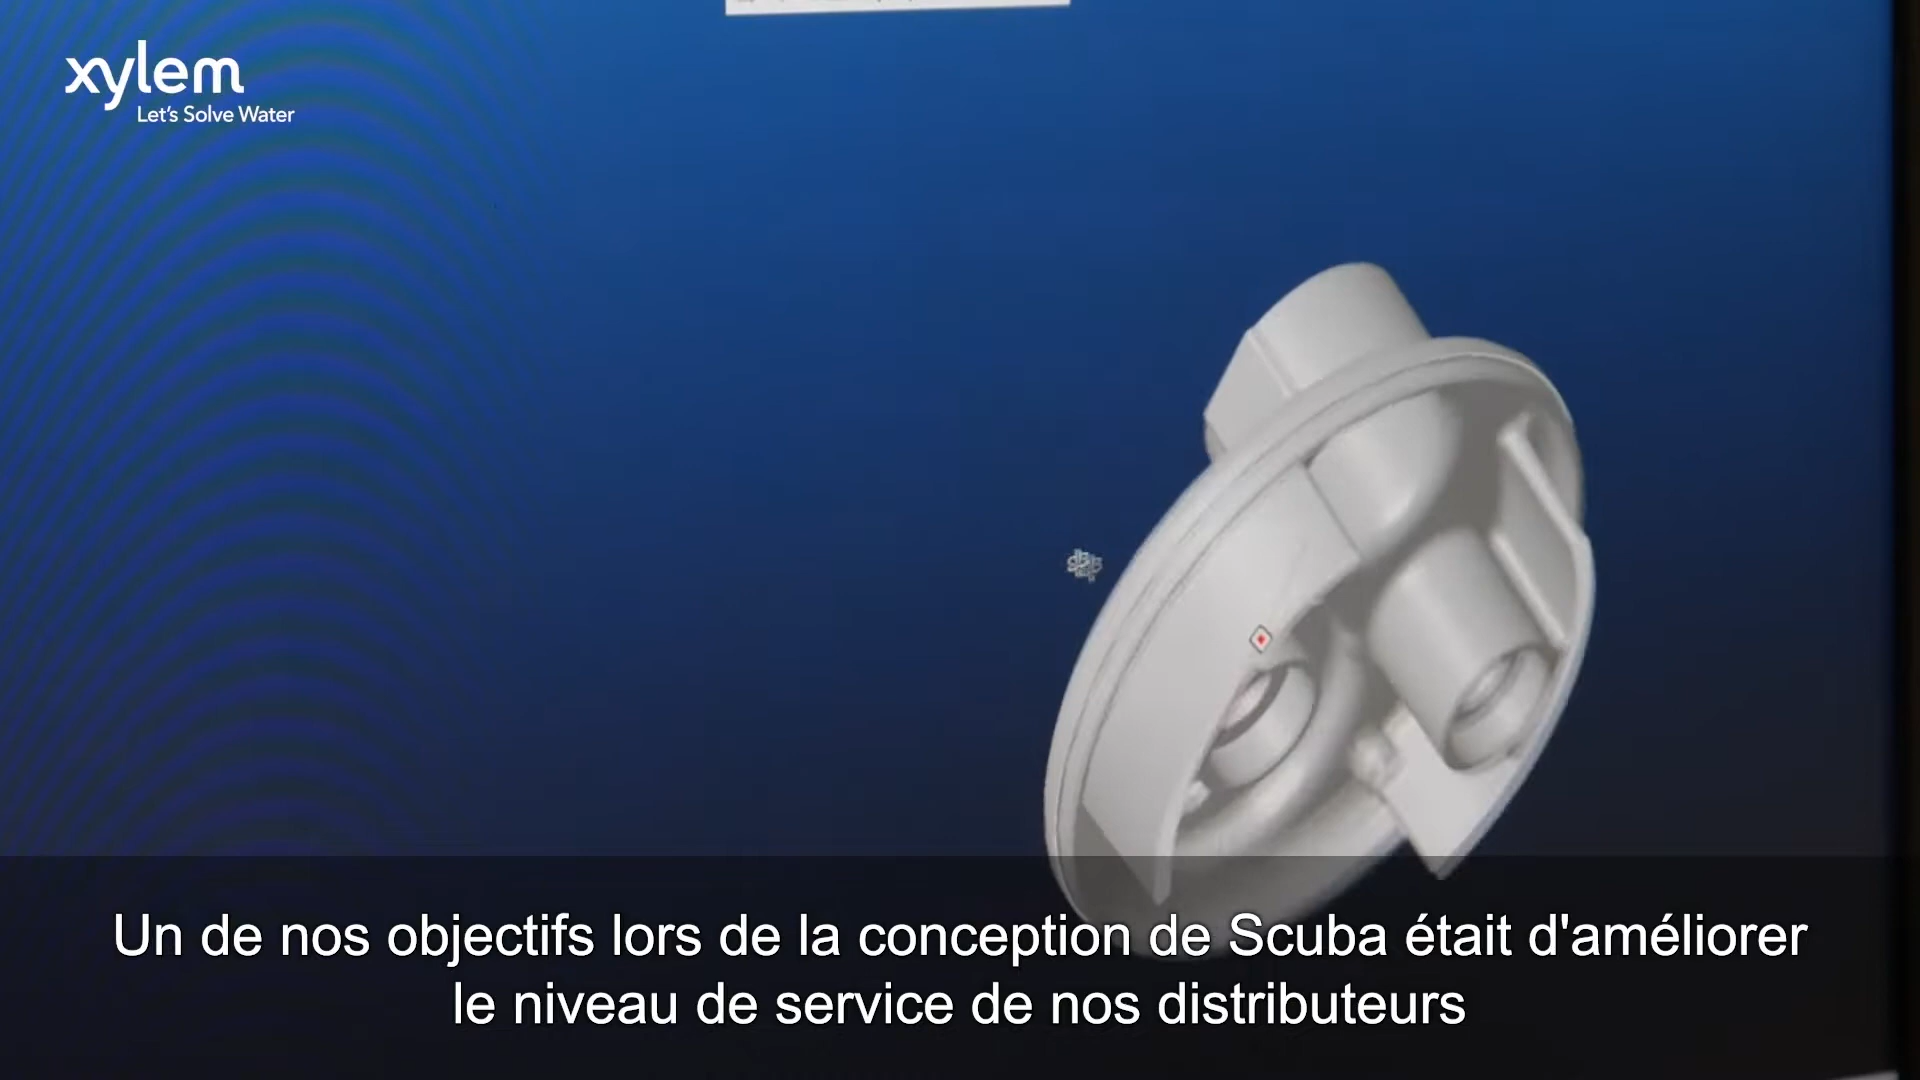 xylem
Let's Solve Water
Un de nos objectifs lors de la conception de Scuba était d'améliorer
le niveau de service de nos distributeurs